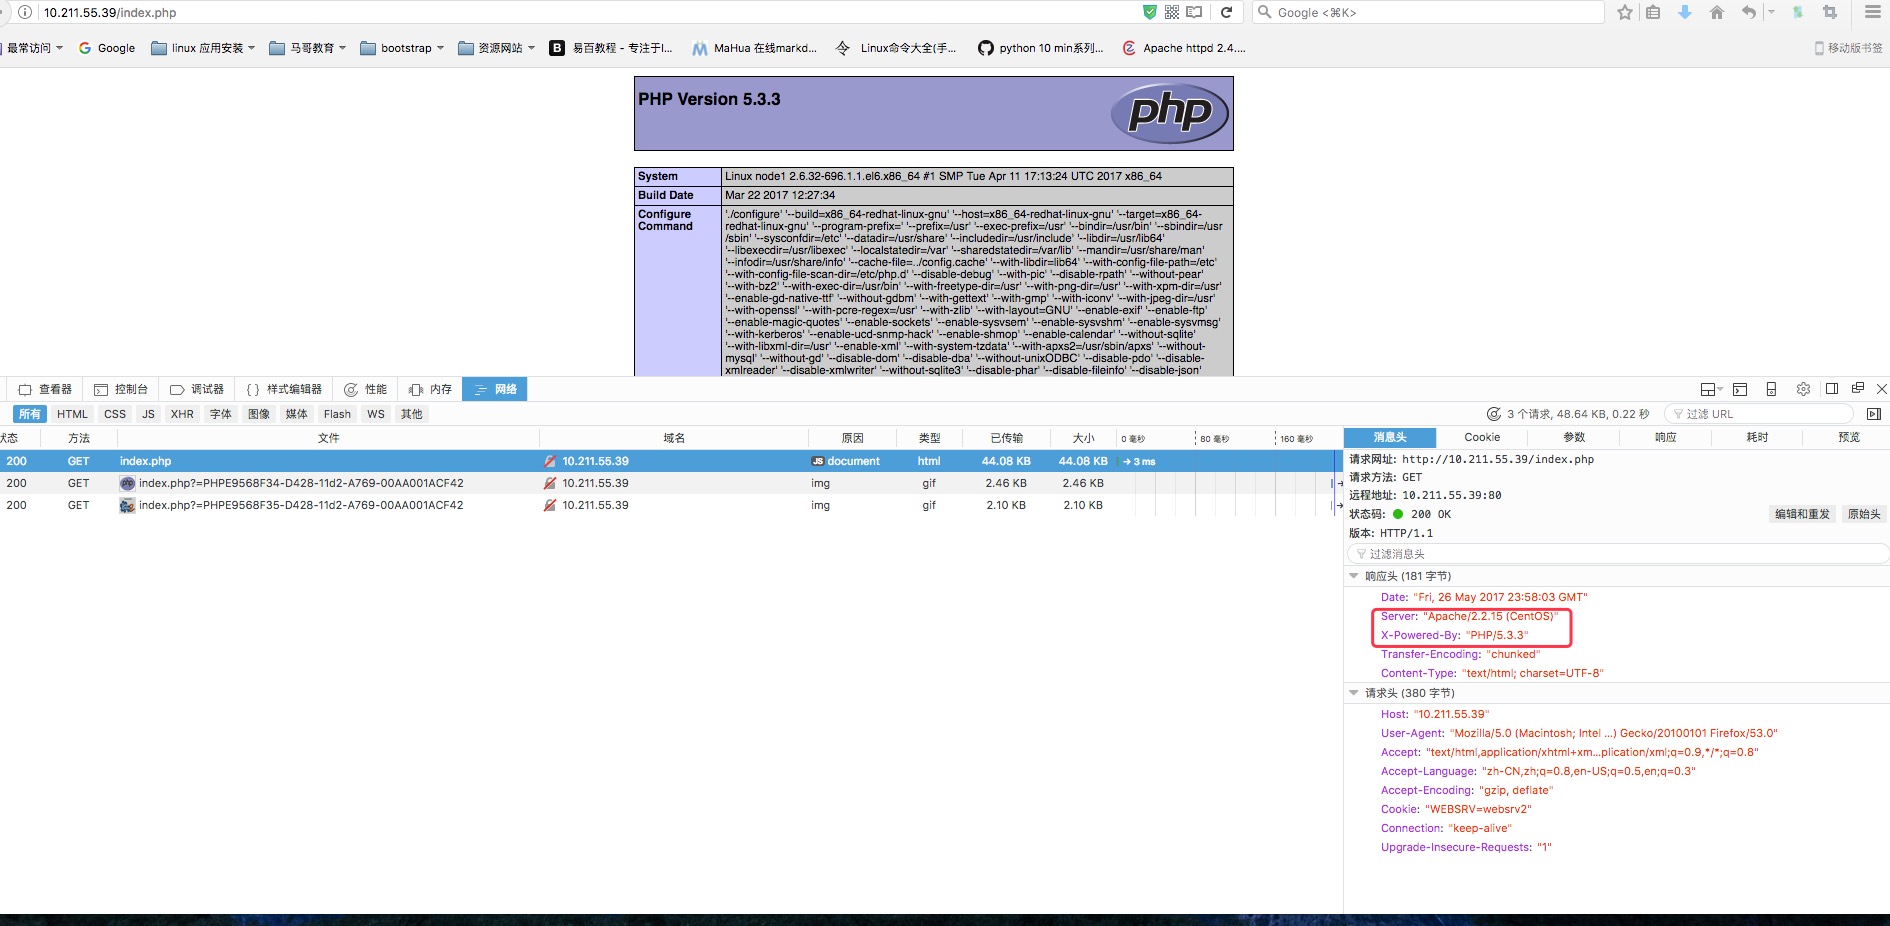 10.211.55.39/index.php
Google <⌘K>
最常访问
Google
linux 应用安装
马哥教育
bootstrap
资源网站
易百教程 - 专注于I...
MaHua 在线markd...
Linux命令大全(手...
python 10 min系列...
Apache httpd 2.4....
移动版书签
PHP Version 5.3.3
php
System Linux node1 2.6.32-696.1.1.el6.x86_64 #1 SMP Tue Apr 11 17:13:24 UTC 2017 x86_64
Build Date Mar 22 2017 12:27:34
Configure Command
'./configure' '--build=x86_64-redhat-linux-gnu' '--host=x86_64-redhat-linux-gnu' '--target=x86_64-
redhat-linux-gnu' '--program-prefix=' '--prefix=/usr' '--exec-prefix=/usr' '--bindir=/usr/bin' '--sbindir=/usr
/sbin' '--sysconfdir=/etc' '--datadir=/usr/share' '--includedir=/usr/include' '--libdir=/usr/lib64'
'--libexecdir=/usr/libexec' '--localstatedir=/var' '--sharedstatedir=/var/lib' '--mandir=/usr/share/man'
'--infodir=/usr/share/info' '--cache-file=../config.cache' '--with-libdir=lib64' '--with-config-file-path=/etc'
'--with-config-file-scan-dir=/etc/php.d' '--disable-debug' '--with-pic' '--disable-rpath' '--without-pear'
'--with-bz2' '--with-exec-dir=/usr/bin' '--with-freetype-dir=/usr' '--with-png-dir=/usr' '--with-xpm-dir=/usr'
'--enable-gd-native-ttf' '--without-gdbm' '--with-gettext' '--with-gmp' '--with-iconv' '--with-jpeg-dir=/usr'
'--with-openssl' '--with-pcre-regex=/usr' '--with-zlib' '--with-layout=GNU' '--enable-exif' '--enable-ftp'
'--enable-magic-quotes' '--enable-sockets' '--enable-sysvsem' '--enable-sysvshm' '--enable-sysvmsg'
'--with-kerberos' '--enable-ucd-snmp-hack' '--enable-shmop' '--enable-calendar' '--without-sqlite'
'--with-libxml-dir=/usr' '--enable-xml' '--with-system-tzdata' '--with-apxs2=/usr/sbin/apxs' '--without-
mysql' '--without-gd' '--disable-dom' '--disable-dba' '--without-unixODBC' '--disable-pdo' '--disable-
xmlreader' '--disable-xmlwriter' '--without-sqlite3' '--disable-phar' '--disable-fileinfo' '--disable-json'
查看器 控制台 调试器 {} 样式编辑器 性能 内存 网络
所有 HTML CSS JS XHR 字体 图像 媒体 Flash WS 其他
3 个请求, 48.64 KB, 0.22 秒
过滤 URL
状态 方法 文件 域名 原因 类型 已传输 大小 0 毫秒 80 毫秒 160 毫秒
200 GET index.php 10.211.55.39 JS document html 44.08 KB 44.08 KB → 3 ms
200 GET index.php?=PHPE9568F34-D428-11d2-A769-00AA001ACF42 10.211.55.39 img gif 2.46 KB 2.46 KB
200 GET index.php?=PHPE9568F35-D428-11d2-A769-00AA001ACF42 10.211.55.39 img gif 2.10 KB 2.10 KB
消息头 Cookie 参数 响应 耗时 预览
请求网址: http://10.211.55.39/index.php
请求方法: GET
远程地址: 10.211.55.39:80
状态码: 200 OK
编辑和重发 原始头
版本: HTTP/1.1
过滤消息头
响应头 (181 字节)
Date: "Fri, 26 May 2017 23:58:03 GMT"
Server: "Apache/2.2.15 (CentOS)"
X-Powered-By: "PHP/5.3.3"
Transfer-Encoding: "chunked"
Content-Type: "text/html; charset=UTF-8"
请求头 (380 字节)
Host: "10.211.55.39"
User-Agent: "Mozilla/5.0 (Macintosh; Intel ...) Gecko/20100101 Firefox/53.0"
Accept: "text/html,application/xhtml+xm...plication/xml;q=0.9,*/*;q=0.8"
Accept-Language: "zh-CN,zh;q=0.8,en-US;q=0.5,en;q=0.3"
Accept-Encoding: "gzip, deflate"
Cookie: "WEBSRV=websrv2"
Connection: "keep-alive"
Upgrade-Insecure-Requests: "1"